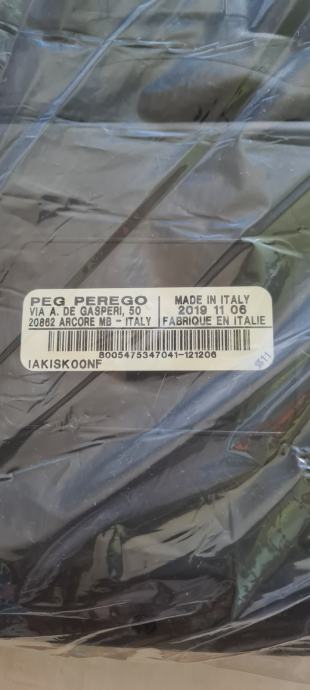 PEG PEREGO
VIA A. DE GASPERI, 50
20862 ARCORE MB - ITALY
MADE IN ITALY
2019 11 06
FABRIQUE EN ITALIE
8005475347041-121206
IAKISK00NF